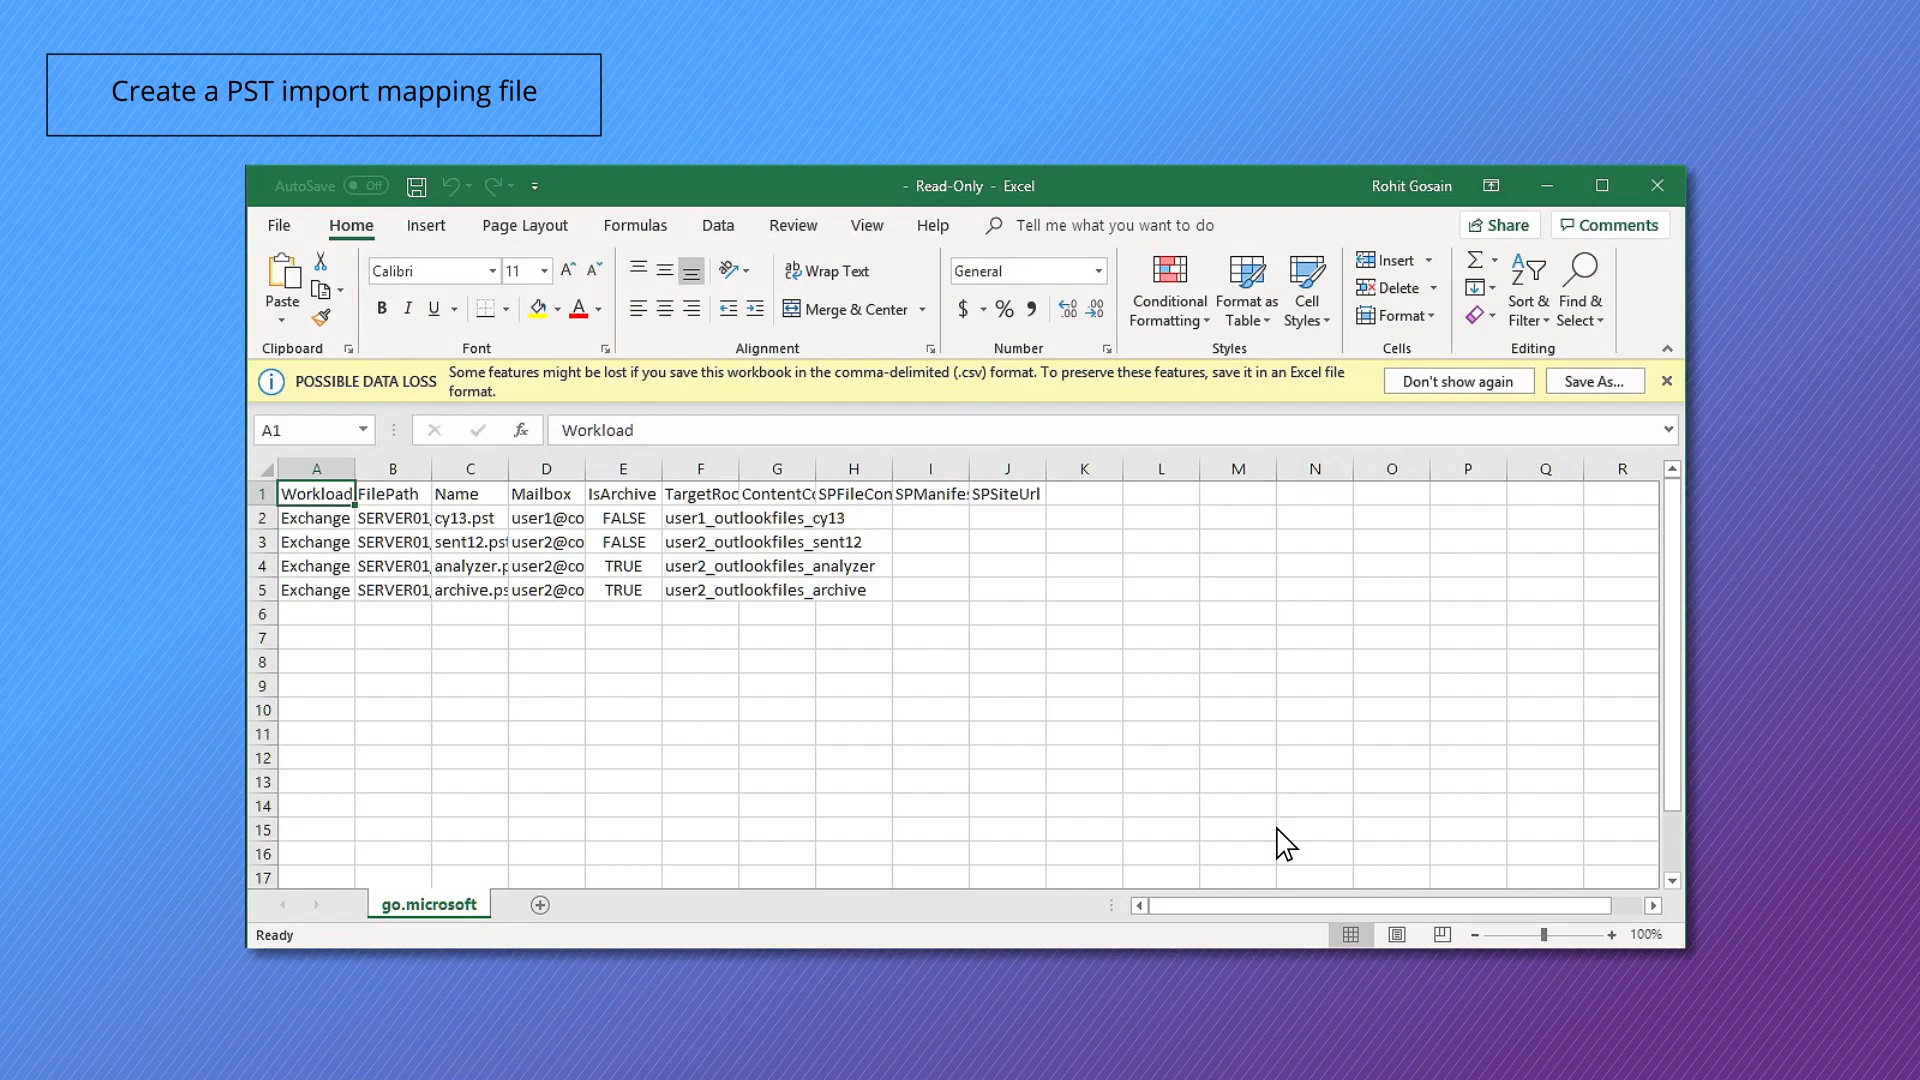 Create a PST import mapping file
AutoSave Off
- Read-Only - Excel
Rohit Gosain
File Home Insert Page Layout Formulas Data Review View Help Tell me what you want to do Share Comments
Paste
Calibri 11
B I U A
Wrap Text
Merge & Center
General
$ % 9
Conditional Formatting
Format as Table
Cell Styles
Insert
Delete
Format
Sort & Filter
Find & Select
Clipboard Font Alignment Number Styles Cells Editing
POSSIBLE DATA LOSS Some features might be lost if you save this workbook in the comma-delimited (.csv) format. To preserve these features, save it in an Excel file
format.
Don't show again Save As...
A1 fx Workload
A B C D E F G H I J K L M N O P Q R
1 Workload FilePath Name Mailbox IsArchive TargetRoc ContentCo SPFileCon SPManifes SPSiteUrl
2 Exchange SERVER01, cy13.pst user1@co FALSE user1_outlookfiles_cy13
3 Exchange SERVER01, sent12.pst user2@co FALSE user2_outlookfiles_sent12
4 Exchange SERVER01, analyzer.p user2@co TRUE user2_outlookfiles_analyzer
5 Exchange SERVER01, archive.ps user2@co TRUE user2_outlookfiles_archive
6
7
8
9
10
11
12
13
14
15
16
17
go.microsoft
Ready
100%